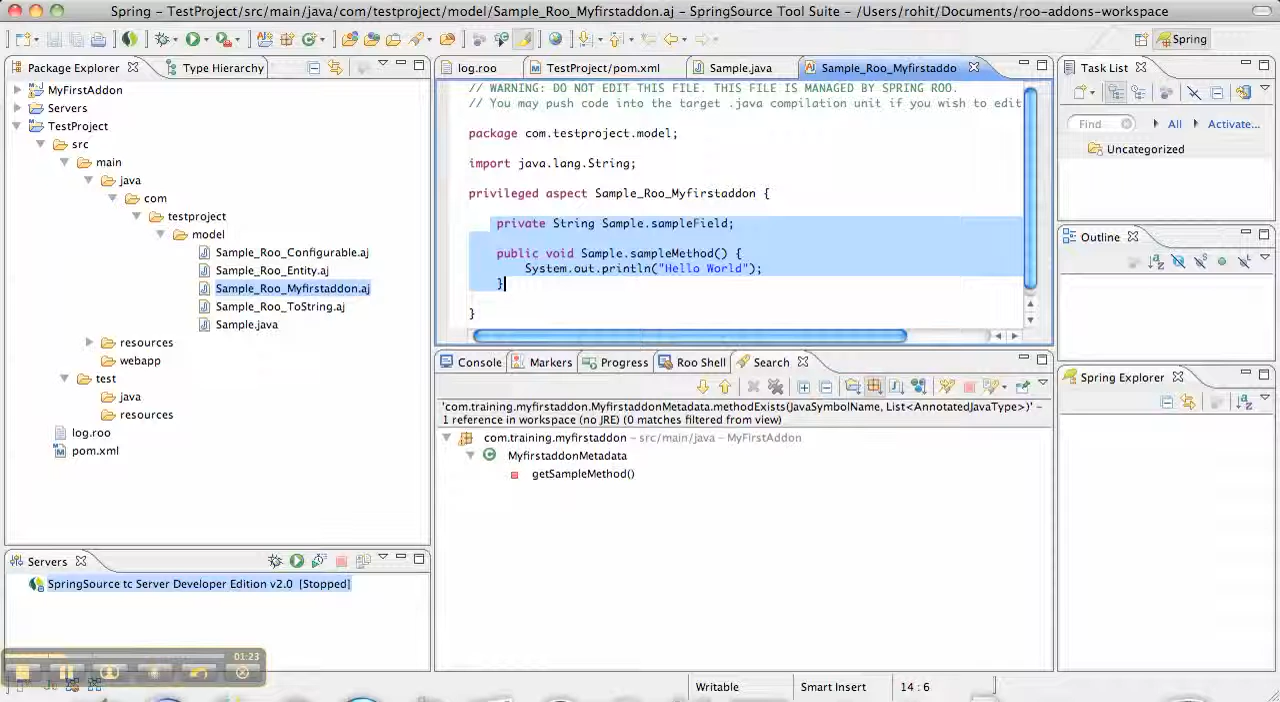 Spring – TestProject/src/main/java/com/testproject/model/Sample_Roo_Myfirstaddon.aj – SpringSource Tool Suite – /Users/rohit/Documents/roo-addons-workspace
Spring
Package Explorer
Type Hierarchy
MyFirstAddon
Servers
TestProject
src
main
java
com
testproject
model
Sample_Roo_Configurable.aj
Sample_Roo_Entity.aj
Sample_Roo_Myfirstaddon.aj
Sample_Roo_ToString.aj
Sample.java
resources
webapp
test
java
resources
log.roo
pom.xml
log.roo
TestProject/pom.xml
Sample.java
Sample_Roo_Myfirstaddo
// WARNING: DO NOT EDIT THIS FILE. THIS FILE IS MANAGED BY SPRING ROO.
// You may push code into the target .java compilation unit if you wish to edit
package com.testproject.model;
import java.lang.String;
privileged aspect Sample_Roo_Myfirstaddon {
private String Sample.sampleField;
public void Sample.sampleMethod() {
System.out.println("Hello World");
}
}
Task List
Find
All
Activate...
Uncategorized
Outline
Console
Markers
Progress
Roo Shell
Search
'com.training.myfirstaddon.MyfirstaddonMetadata.methodExists(JavaSymbolName, List<AnnotatedJavaType>)' –
1 reference in workspace (no JRE) (0 matches filtered from view)
com.training.myfirstaddon – src/main/java – MyFirstAddon
MyfirstaddonMetadata
getSampleMethod()
Spring Explorer
Servers
SpringSource tc Server Developer Edition v2.0 [Stopped]
01:23
Writable
Smart Insert
14 : 6